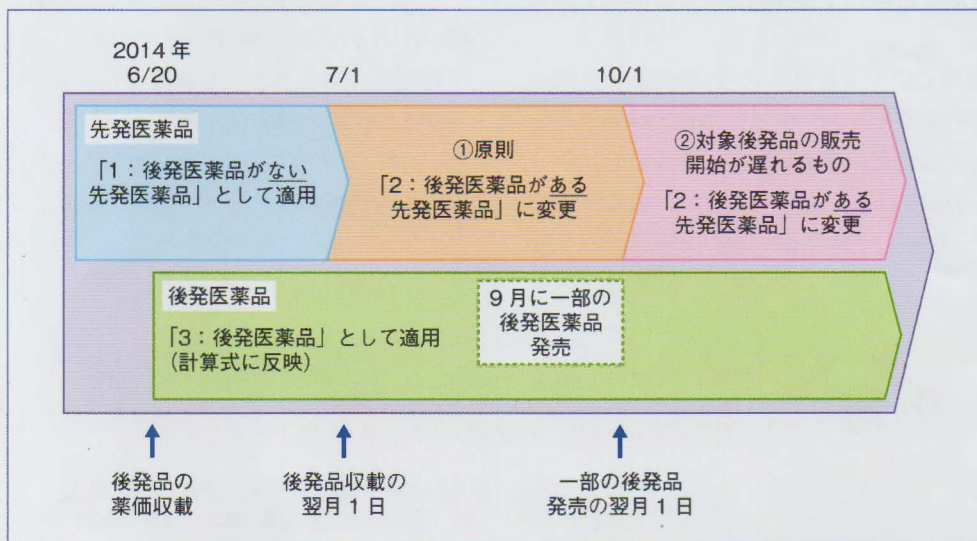 2014 年
6/20
7/1
10/1
先発医薬品
「1：後発医薬品がない
先発医薬品」として適用
①原則
「2：後発医薬品がある
先発医薬品」に変更
②対象後発品の販売
開始が遅れるもの
「2：後発医薬品がある
先発医薬品」に変更
後発医薬品
「3：後発医薬品」として適用
（計算式に反映）
9 月に一部の
後発医薬品
発売
後発品の
薬価収載
後発品収載の
翌月 1 日
一部の後発品
発売の翌月 1 日